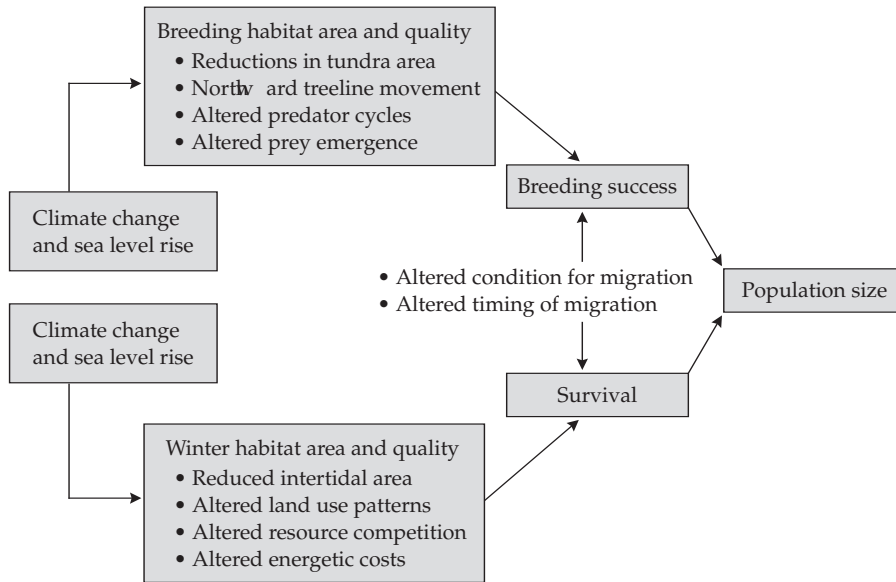 Breeding habitat area and quality
• Reductions in tundra area
• Northward treeline movement
• Altered predator cycles
• Altered prey emergence
Climate change
and sea level rise
Breeding success
• Altered condition for migration
• Altered timing of migration
Population size
Climate change
and sea level rise
Survival
Winter habitat area and quality
• Reduced intertidal area
• Altered land use patterns
• Altered resource competition
• Altered energetic costs